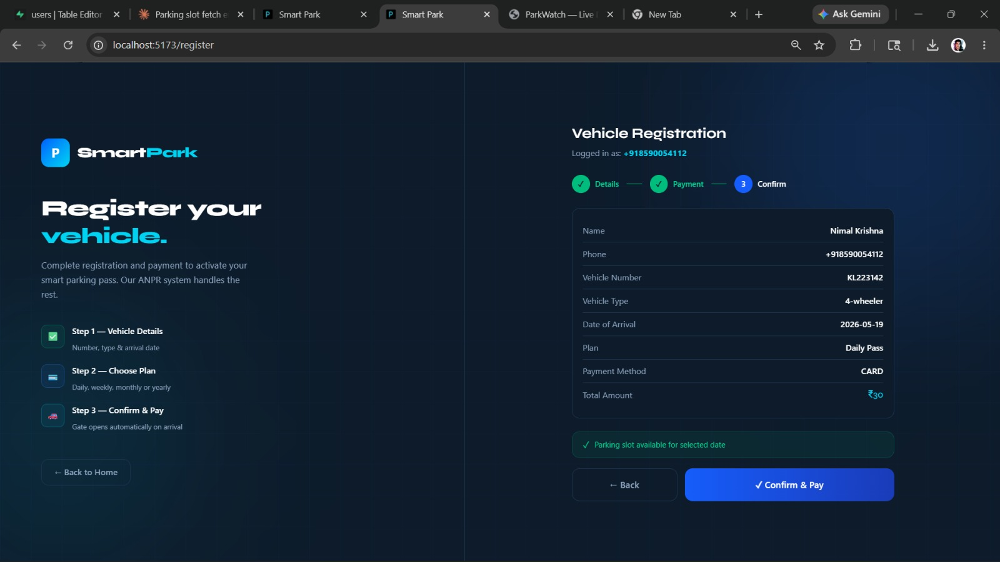 users | Table Editor
Parking slot fetch e
Smart Park
Smart Park
ParkWatch — Live
New Tab
Ask Gemini
localhost:5173/register
P SmartPark
Register your
vehicle.
Complete registration and payment to activate your
smart parking pass. Our ANPR system handles the
rest.
Step 1 — Vehicle Details
Number, type & arrival date
Step 2 — Choose Plan
Daily, weekly, monthly or yearly
Step 3 — Confirm & Pay
Gate opens automatically on arrival
← Back to Home
Vehicle Registration
Logged in as: +918590054112
✓ Details ✓ Payment 3 Confirm
Name Nimal Krishna
Phone +918590054112
Vehicle Number KL223142
Vehicle Type 4-wheeler
Date of Arrival 2026-05-19
Plan Daily Pass
Payment Method CARD
Total Amount ₹30
✓ Parking slot available for selected date
← Back
✓ Confirm & Pay